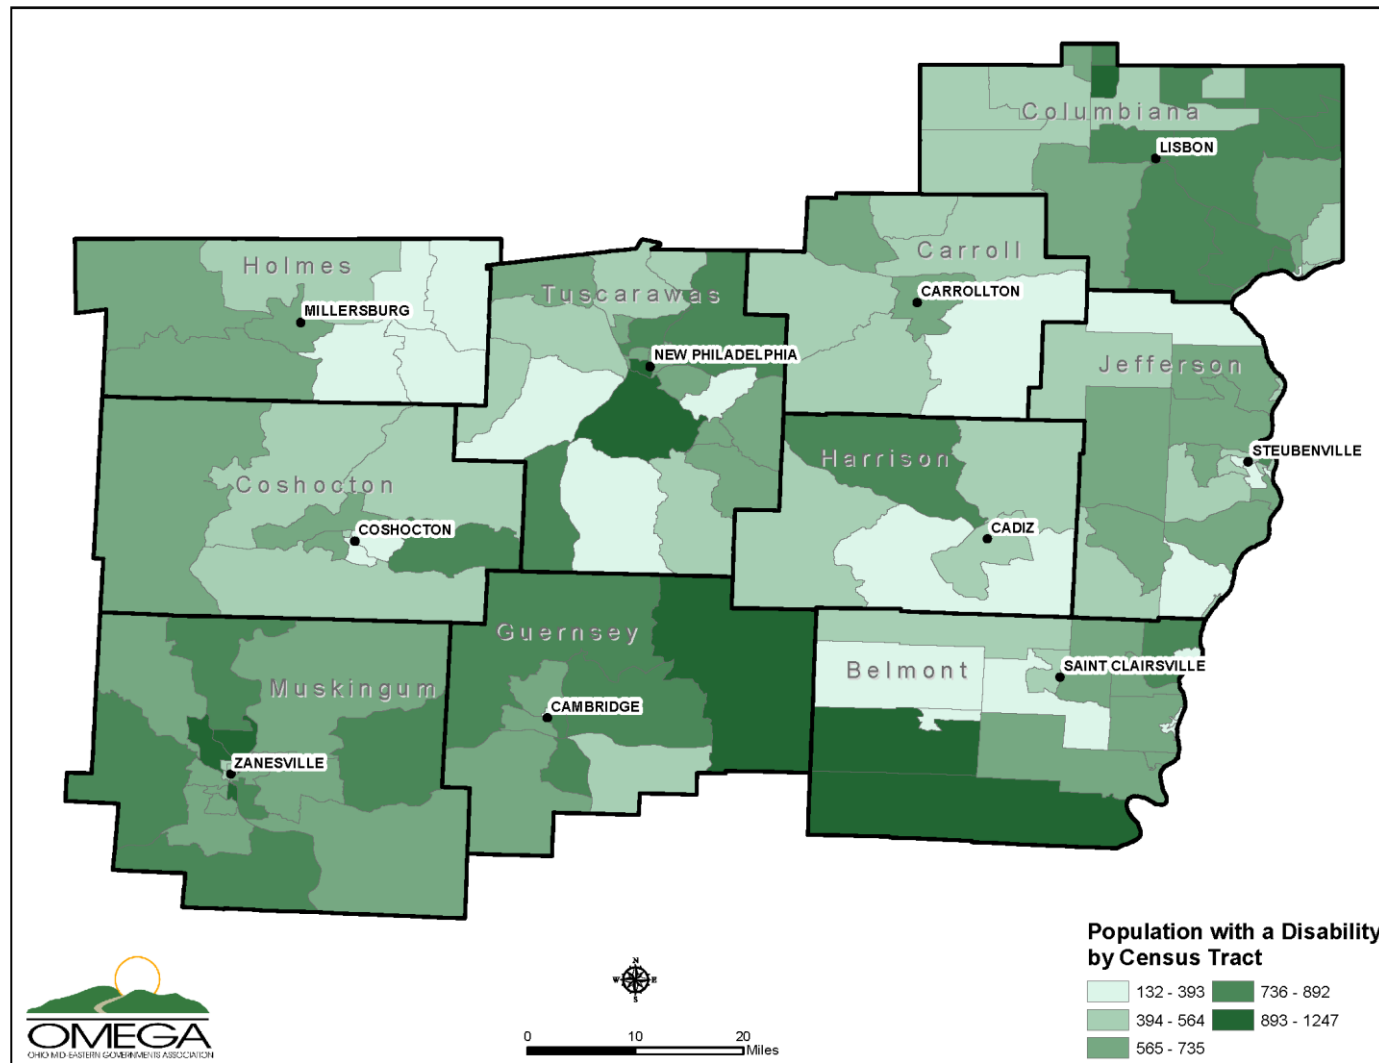 Columbiana
LISBON
Carroll
CARROLLTON
Holmes
MILLERSBURG
Tuscarawas
NEW PHILADELPHIA
Jefferson
STEUBENVILLE
Harrison
CADIZ
Coshocton
COSHOCTON
Guernsey
CAMBRIDGE
Belmont
SAINT CLAIRSVILLE
Muskingum
ZANESVILLE
Population with a Disability
by Census Tract
132 - 393
736 - 892
394 - 564
893 - 1247
565 - 735
N
W E
S
0 10 20
Miles
OMEGA
OHIO MID-EASTERN GOVERNMENTS ASSOCIATION